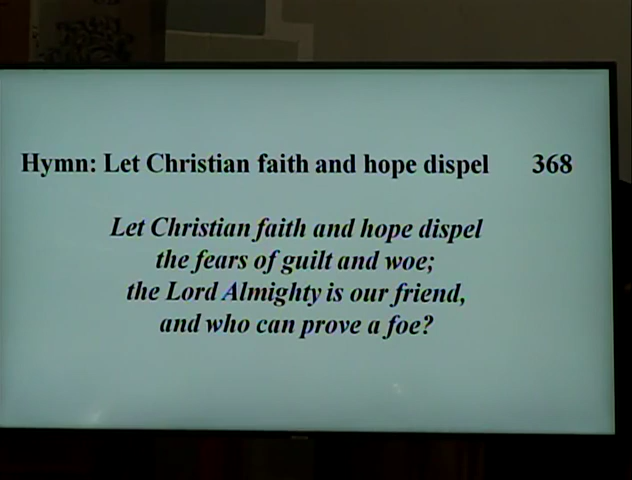 Hymn: Let Christian faith and hope dispel 368
Let Christian faith and hope dispel
the fears of guilt and woe;
the Lord Almighty is our friend,
and who can prove a foe?